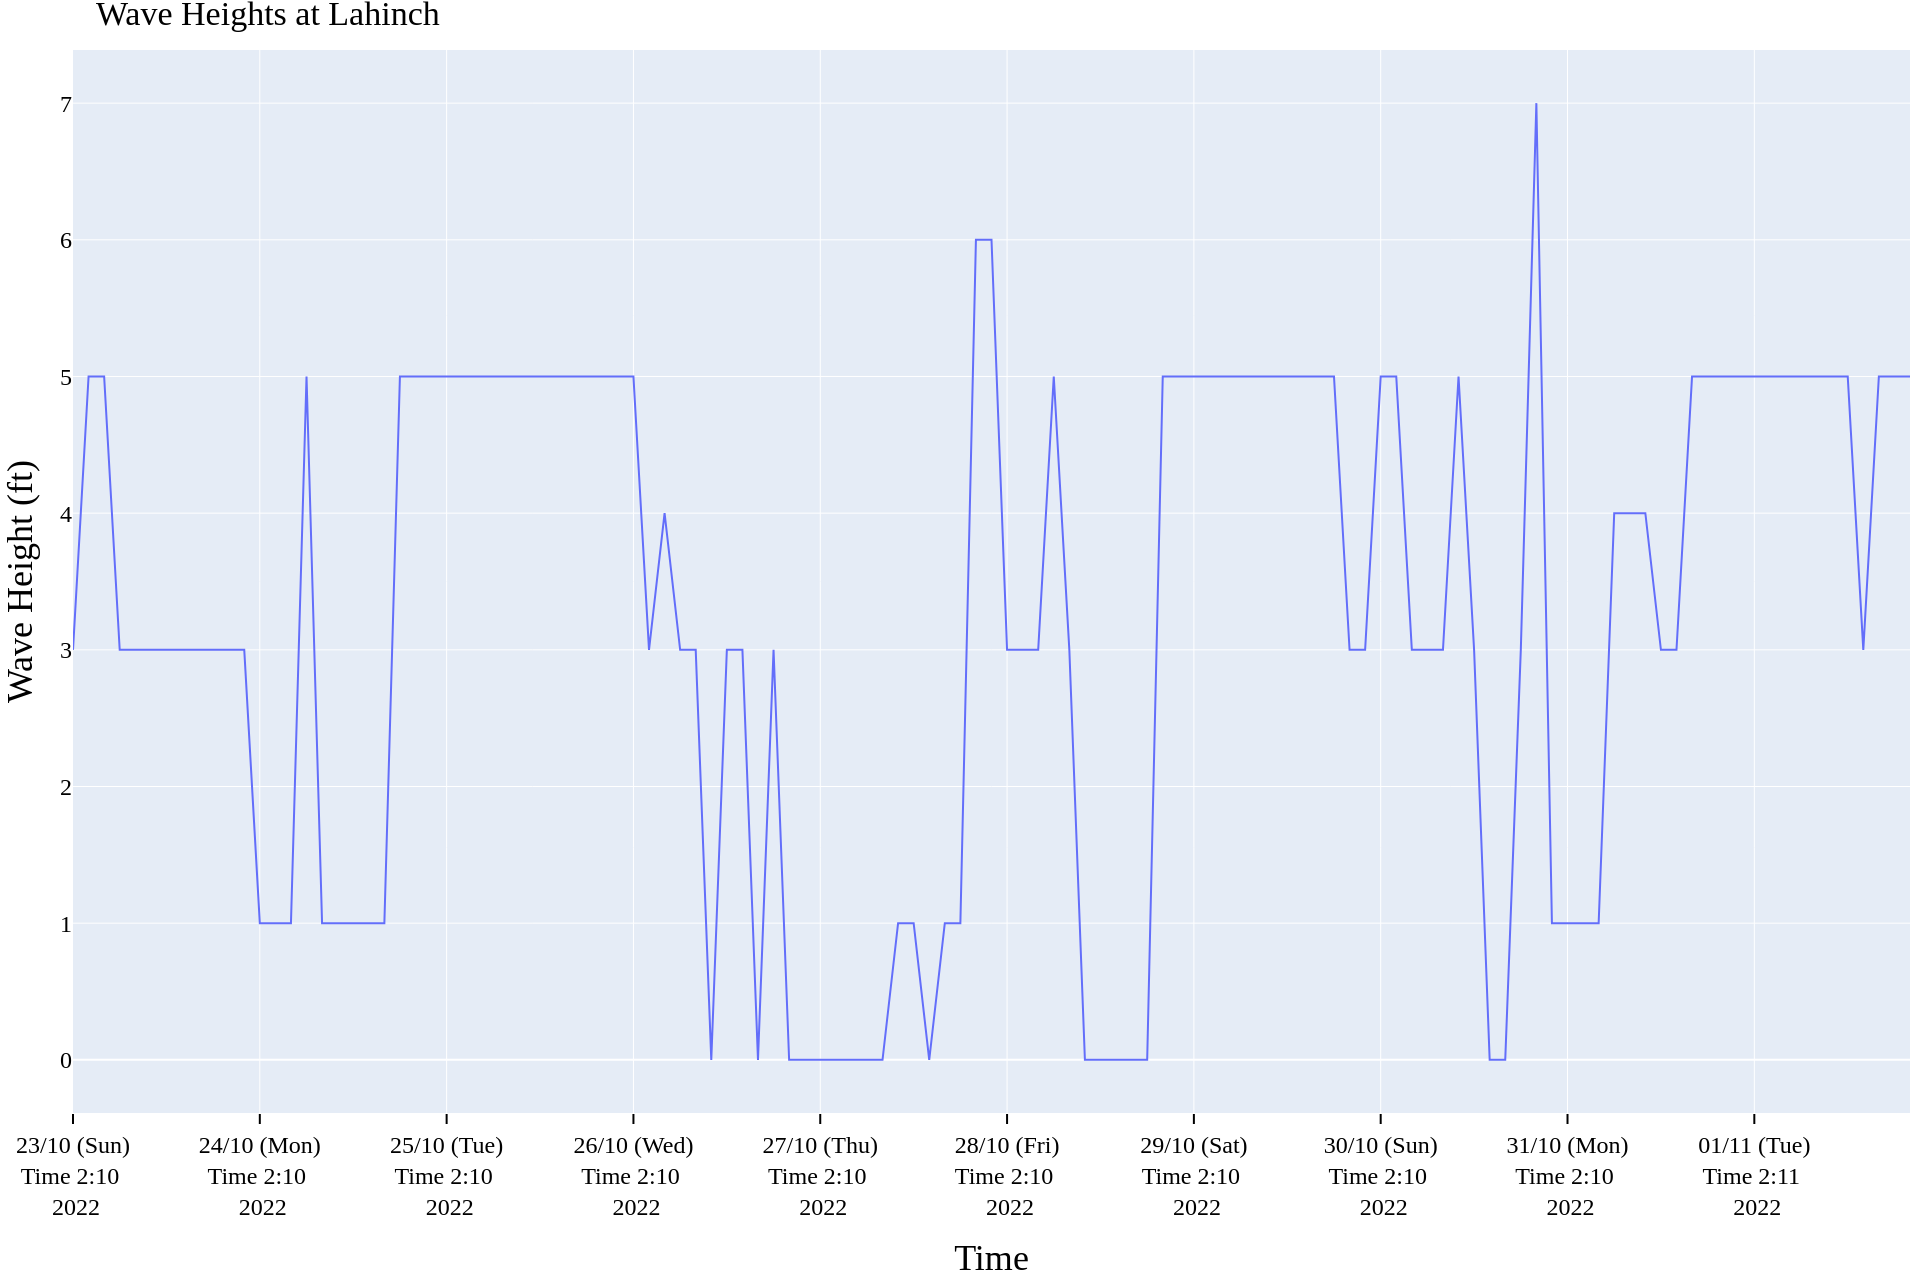 Wave Heights at Lahinch
Wave Height (ft)
7
6
5
4
3
2
1
0
23/10 (Sun) 24/10 (Mon) 25/10 (Tue) 26/10 (Wed) 27/10 (Thu) 28/10 (Fri) 29/10 (Sat) 30/10 (Sun) 31/10 (Mon) 01/11 (Tue)
Time 2:10 Time 2:10 Time 2:10 Time 2:10 Time 2:10 Time 2:10 Time 2:10 Time 2:10 Time 2:10 Time 2:11
2022 2022 2022 2022 2022 2022 2022 2022 2022 2022
Time